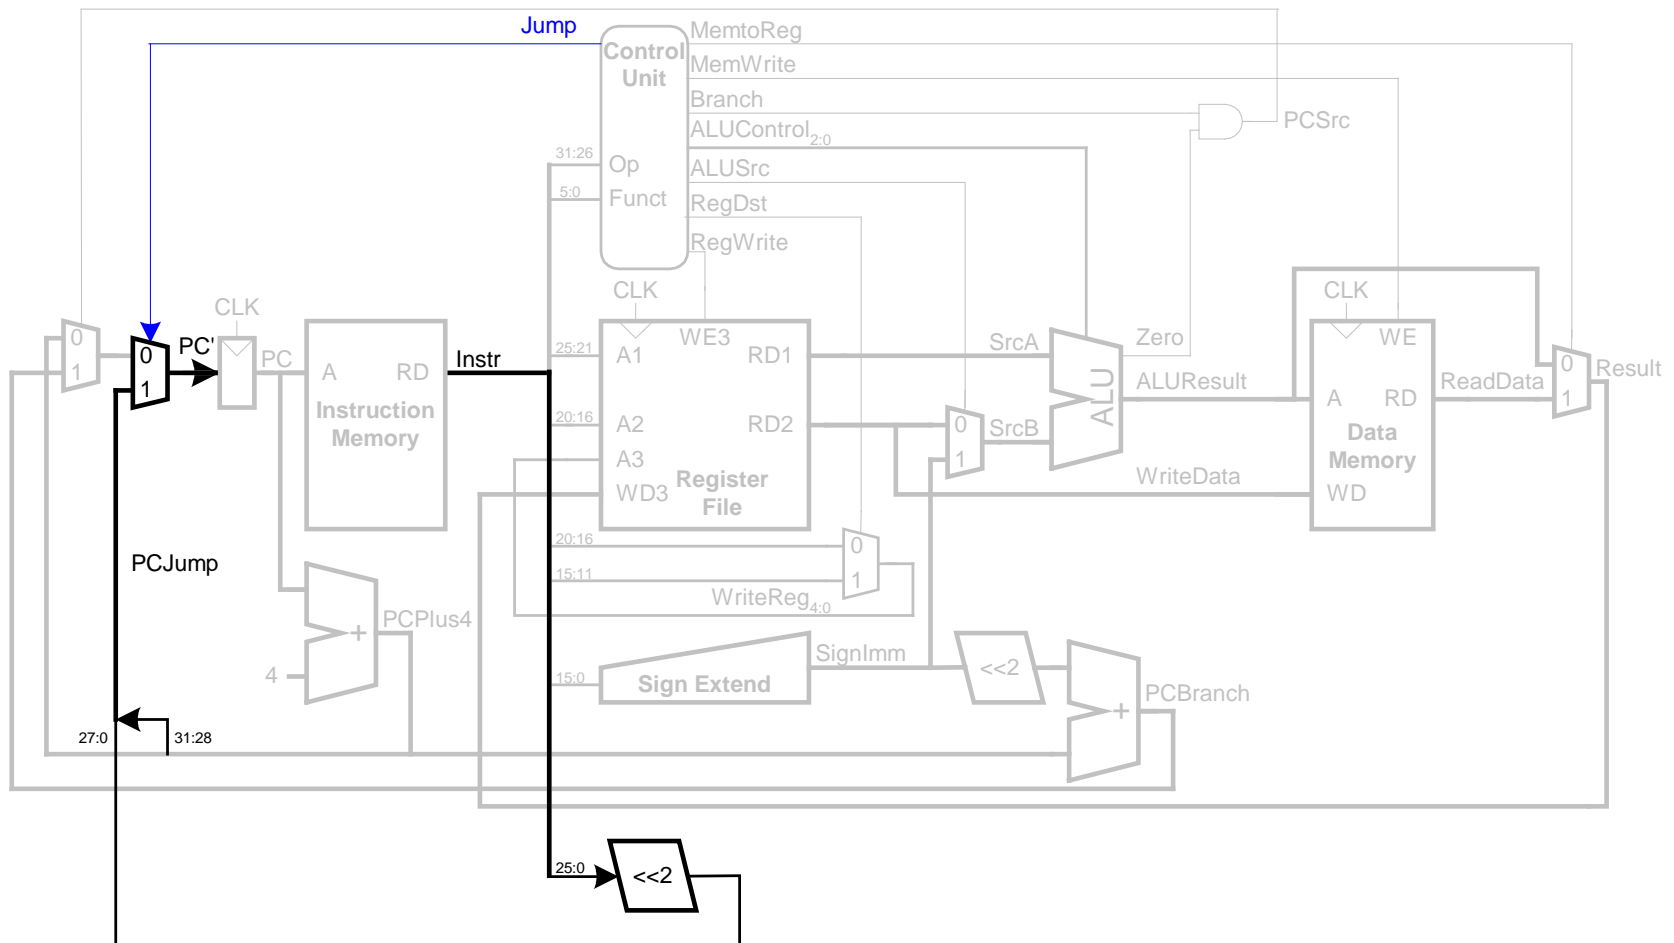 Jump
MemtoReg
Control
Unit
MemWrite
Branch
PCSrc
ALUControl2:0
31:26
Op
ALUSrc
5:0
Funct
RegDst
RegWrite
CLK
CLK
CLK
0
1
0
1
PC'
PC
A
RD
Instruction
Memory
Instr
25:21
A1
WE3
RD1
SrcA
Zero
WE
0
1
Result
ALU
ALUResult
ReadData
A
RD
Data
Memory
20:16
A2
RD2
0
1
SrcB
A3
WD3
Register
File
WriteData
WD
20:16
0
15:11
1
WriteReg4:0
PCJump
PCPlus4
+
4
SignImm
<<2
15:0
Sign Extend
PCBranch
+
27:0
31:28
25:0
<<2